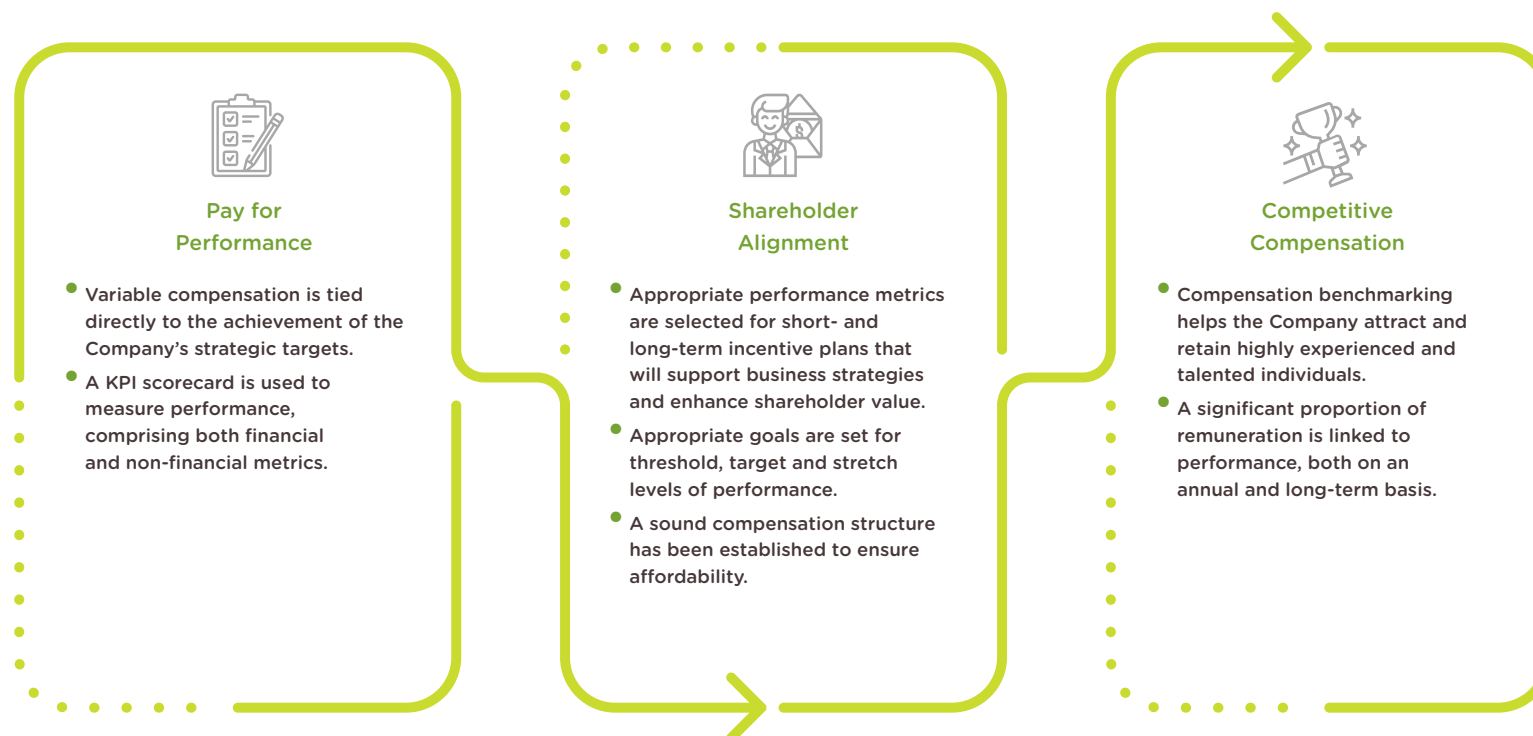 Pay for
Performance
• Variable compensation is tied
directly to the achievement of the
Company’s strategic targets.
• A KPI scorecard is used to
measure performance,
comprising both financial
and non-financial metrics.
$
Shareholder
Alignment
• Appropriate performance metrics
are selected for short- and
long-term incentive plans that
will support business strategies
and enhance shareholder value.
• Appropriate goals are set for
threshold, target and stretch
levels of performance.
• A sound compensation structure
has been established to ensure
affordability.
Competitive
Compensation
• Compensation benchmarking
helps the Company attract and
retain highly experienced and
talented individuals.
• A significant proportion of
remuneration is linked to
performance, both on an
annual and long-term basis.